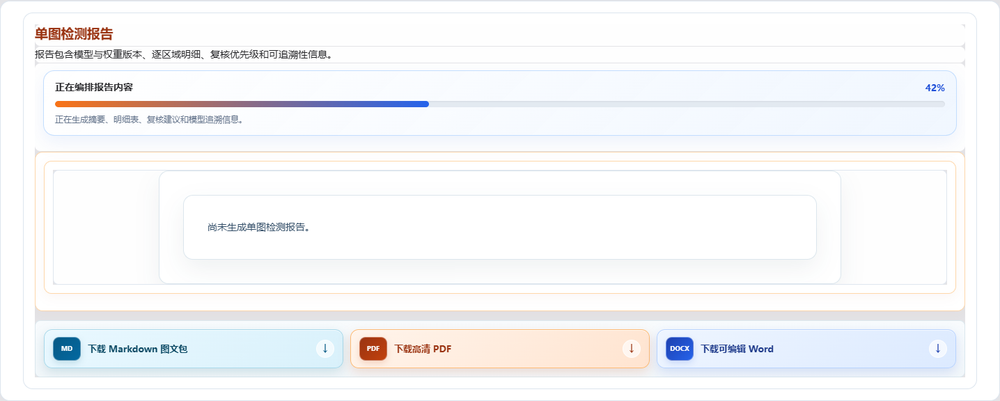 单图检测报告
报告包含模型与权重版本、逐区域明细、复核优先级和可追溯性信息。
正在编排报告内容
42%
正在生成摘要、明细表、复核建议和模型追溯信息。
尚未生成单图检测报告。
MD 下载 Markdown 图文包 ↓
PDF 下载高清 PDF ↓
DOCX 下载可编辑 Word ↓